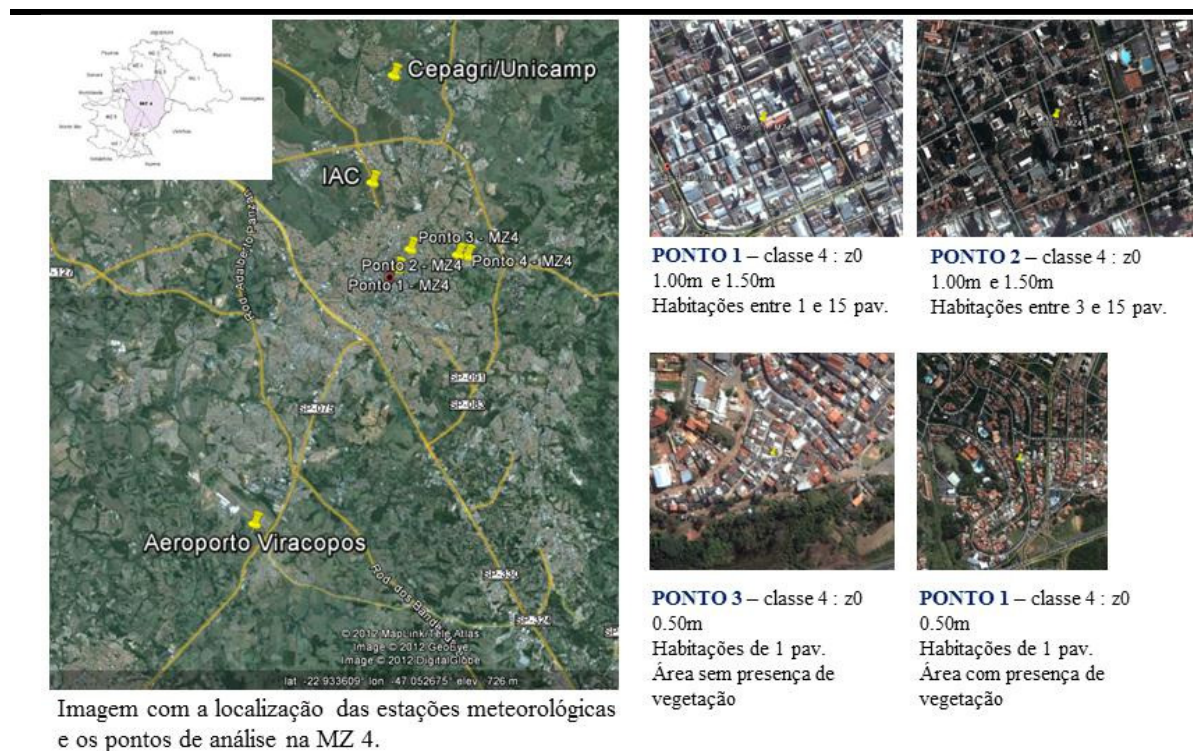 Cepagri/Unicamp
IAC
Ponto 3 - MZ4
Ponto 2 - MZ4
Ponto 4 - MZ4
Ponto 1 - MZ4
SP-091
SP-083
SP-075
Aeroporto Viracopos
SP-330
SP-324
© 2012 MapLink/Tele Atlas
Image © 2012 GeoEye
Image © 2012 DigitalGlobe
lat -22.933609° lon -47.052675° elev 726 m
Imagem com a localização das estações meteorológicas
e os pontos de análise na MZ 4.
PONTO 1 – classe 4 : z0
1.00m e 1.50m
Habitações entre 1 e 15 pav.
PONTO 2 – classe 4 : z0
1.00m e 1.50m
Habitações entre 3 e 15 pav.
PONTO 3 – classe 4 : z0
0.50m
Habitações de 1 pav.
Área sem presença de
vegetação
PONTO 1 – classe 4 : z0
0.50m
Habitações de 1 pav.
Área com presença de
vegetação